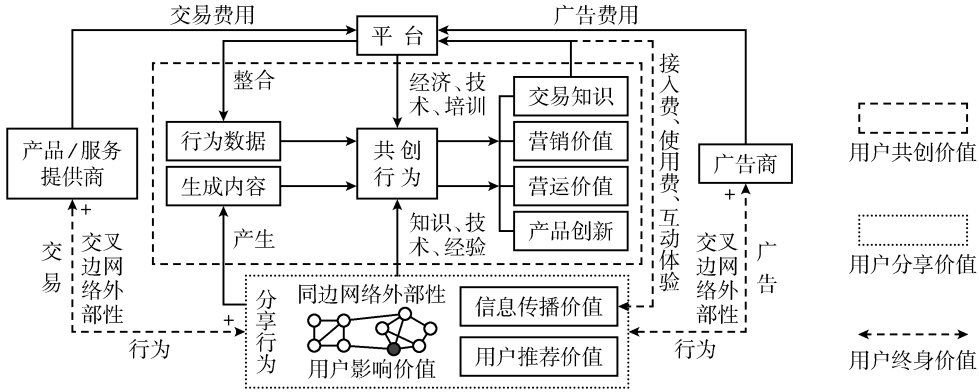 交易费用
广告费用
平台
整合
经济、技
术、培训
接入费、使用费、互动体验
交易知识
行为数据
营销价值
共创
行为
生成内容
营运价值
产品创新
产品/服务
提供商
广告商
用户共创价值
产生
知识、技
术、经验
+
+
交易
交叉
边网
络外
部性
交叉
边网
络外
部性
广告
用户分享价值
分享行为
同边网络外部性
信息传播价值
用户影响价值
用户推荐价值
+
行为
行为
用户终身价值